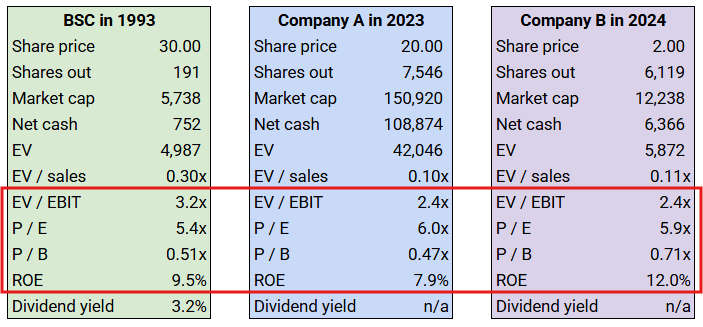 BSC in 1993
Share price 30.00
Shares out 191
Market cap 5,738
Net cash 752
EV 4,987
EV / sales 0.30x
EV / EBIT 3.2x
P / E 5.4x
P / B 0.51x
ROE 9.5%
Dividend yield 3.2%
Company A in 2023
Share price 20.00
Shares out 7,546
Market cap 150,920
Net cash 108,874
EV 42,046
EV / sales 0.10x
EV / EBIT 2.4x
P / E 6.0x
P / B 0.47x
ROE 7.9%
Dividend yield n/a
Company B in 2024
Share price 2.00
Shares out 6,119
Market cap 12,238
Net cash 6,366
EV 5,872
EV / sales 0.11x
EV / EBIT 2.4x
P / E 5.9x
P / B 0.71x
ROE 12.0%
Dividend yield n/a